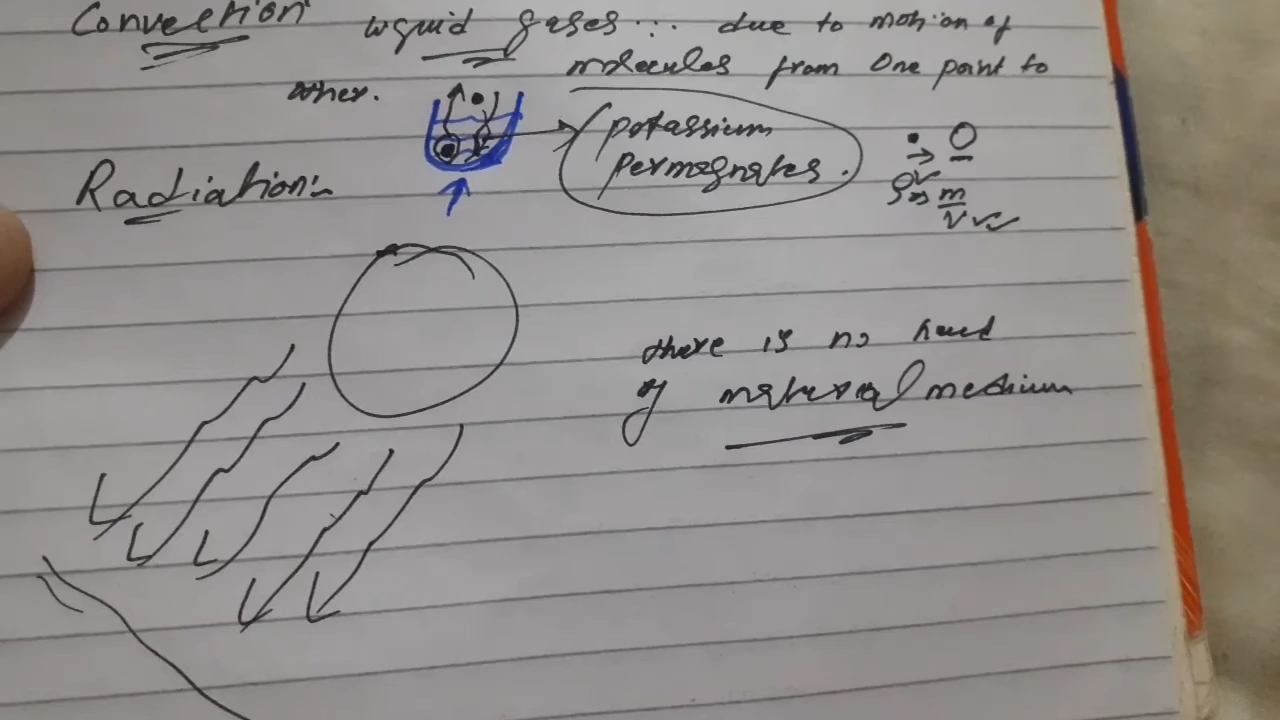 Convection liquid gases... due to motion of
molecules from One point to
other.
potassium
permagnates.
Radiation:-
ρ = m
V
there is no
of material medium